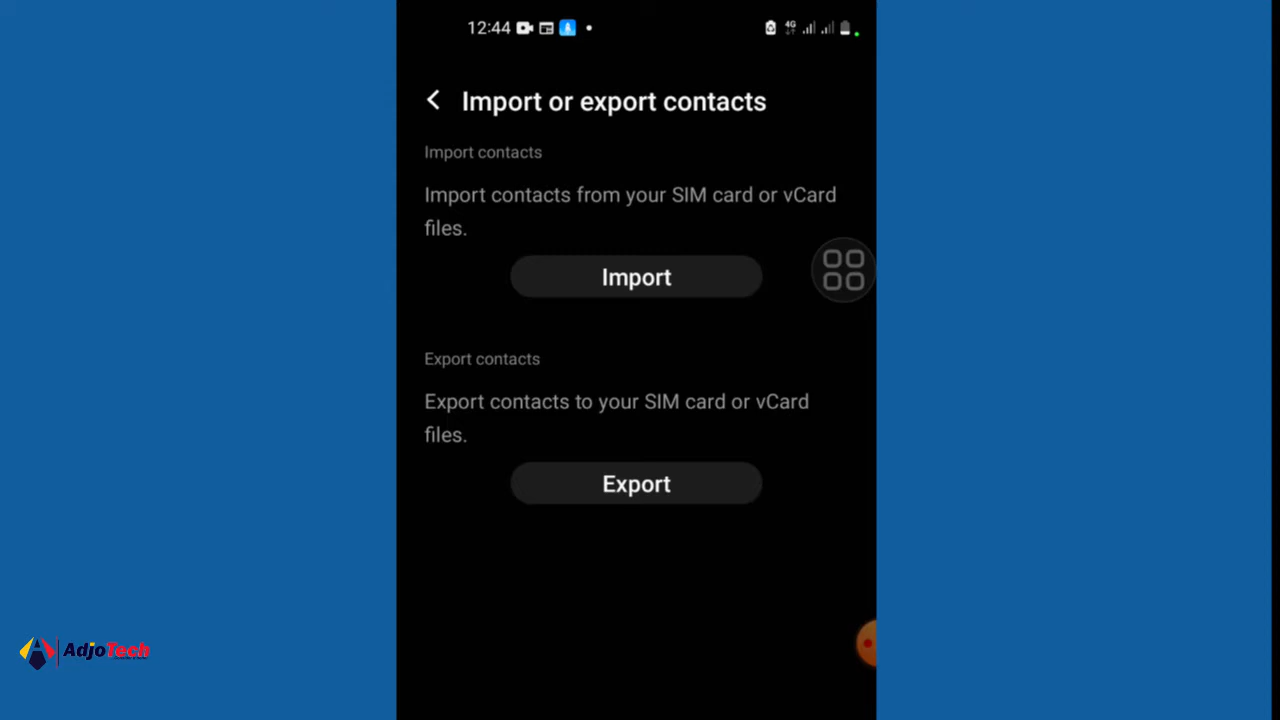 12:44
4G
Import or export contacts
Import contacts
Import contacts from your SIM card or vCard
files.
Import
Export contacts
Export contacts to your SIM card or vCard
files.
Export
AdjoTech